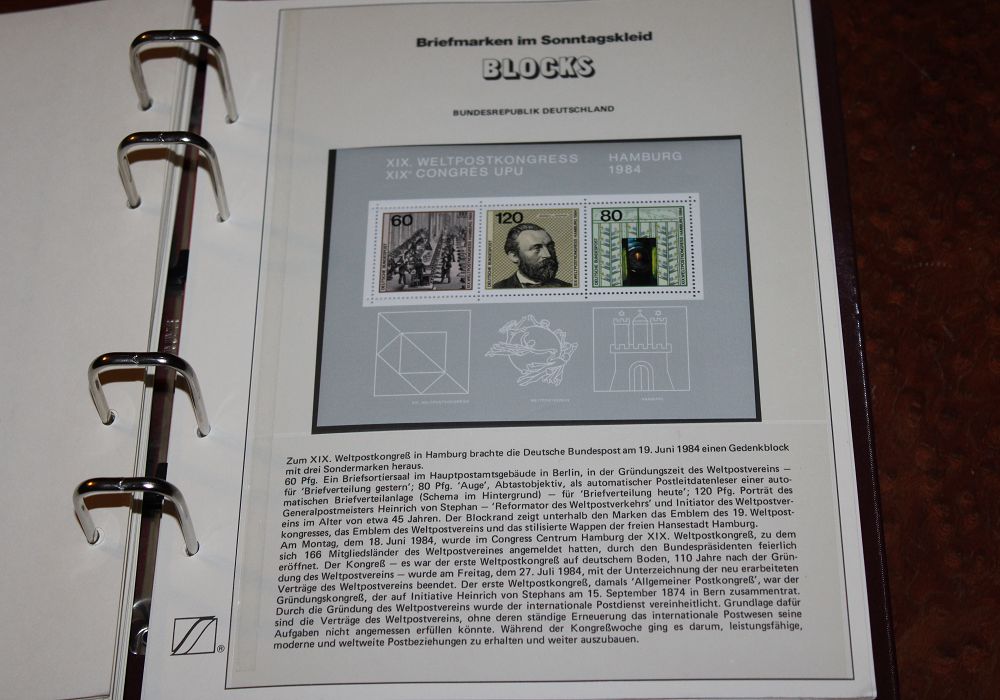 Briefmarken im Sonntagskleid
BLOCKS
BUNDESREPUBLIK DEUTSCHLAND
XIX. WELTPOSTKONGRESS HAMBURG
XIXᵉ CONGRES UPU 1984
60 120 80
DEUTSCHE BUNDESPOST
Zum XIX. Weltpostkongreß in Hamburg brachte die Deutsche Bundespost am 19. Juni 1984 einen Gedenkblock
mit drei Sondermarken heraus.
60 Pfg. Ein Briefsortiersaal im Hauptpostamtsgebäude in Berlin, in der Gründungszeit des Weltpostvereins –
für 'Briefverteilung gestern'; 80 Pfg. 'Auge', Abtastobjektiv, als automatischer Postleitdatenleser einer auto-
matischen Briefverteilanlage (Schema im Hintergrund) – für 'Briefverteilung heute'; 120 Pfg. Porträt des
Generalpostmeisters Heinrich von Stephan – 'Reformator des Weltpostverkehrs' und Initiator des Weltpostver-
eins im Alter von etwa 45 Jahren. Der Blockrand zeigt unterhalb den Marken das Emblem des 19. Weltpost-
kongresses, das Emblem des Weltpostvereins und das stilisierte Wappen der freien Hansestadt Hamburg.
Am Montag, dem 18. Juni 1984, wurde im Congress Centrum Hamburg der XIX. Weltpostkongreß, zu dem
sich 166 Mitgliedsländer des Weltpostvereines angemeldet hatten, durch den Bundespräsidenten feierlich
eröffnet. Der Kongreß – es war der erste Weltpostkongreß auf deutschem Boden, 110 Jahre nach der Grün-
dung des Weltpostvereins – wurde am Freitag, dem 27. Juli 1984, mit der Unterzeichnung der neu erarbeiteten
Verträge des Weltpostvereins beendet. Der erste Weltpostkongreß, damals 'Allgemeiner Postkongreß', war der
Gründungskongreß, der auf Initiative Heinrich von Stephans am 15. September 1874 in Bern zusammentrat.
Durch die Gründung des Weltpostvereins wurde der internationale Postdienst vereinheitlicht. Grundlage dafür
sind die Verträge des Weltpostvereins, ohne deren ständige Erneuerung das internationale Postwesen seine
Aufgaben nicht angemessen erfüllen könnte. Während der Kongreßwoche ging es darum, leistungsfähige,
moderne und weltweite Postbeziehungen zu erhalten und weiter auszubauen.
®